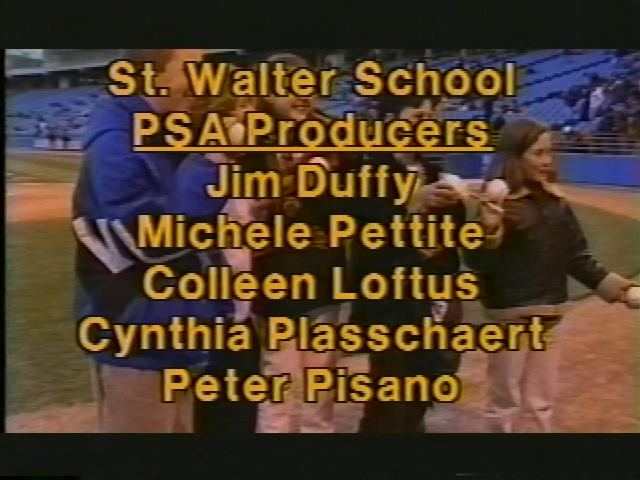 St. Walter School
PSA Producers
Jim Duffy
Michele Pettite
Colleen Loftus
Cynthia Plasschaert
Peter Pisano